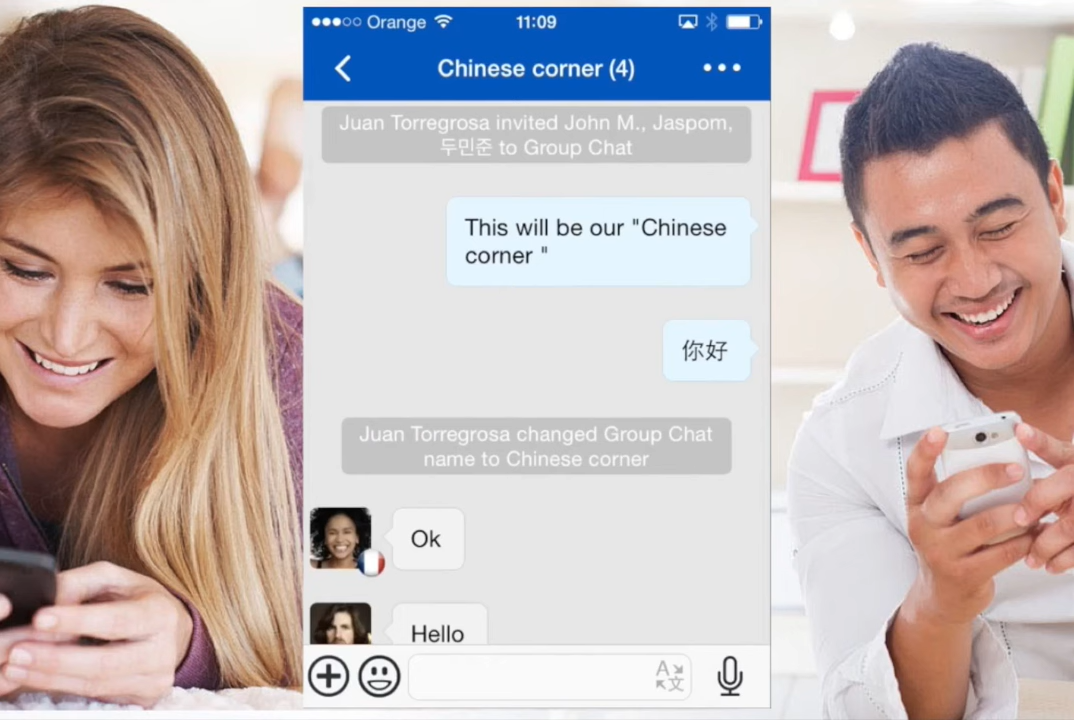 Orange 11:09
Chinese corner (4)
Juan Torregrosa invited John M., Jaspom,
두민준 to Group Chat
This will be our "Chinese
corner "
你好
Juan Torregrosa changed Group Chat
name to Chinese corner
Ok
Hello
A文